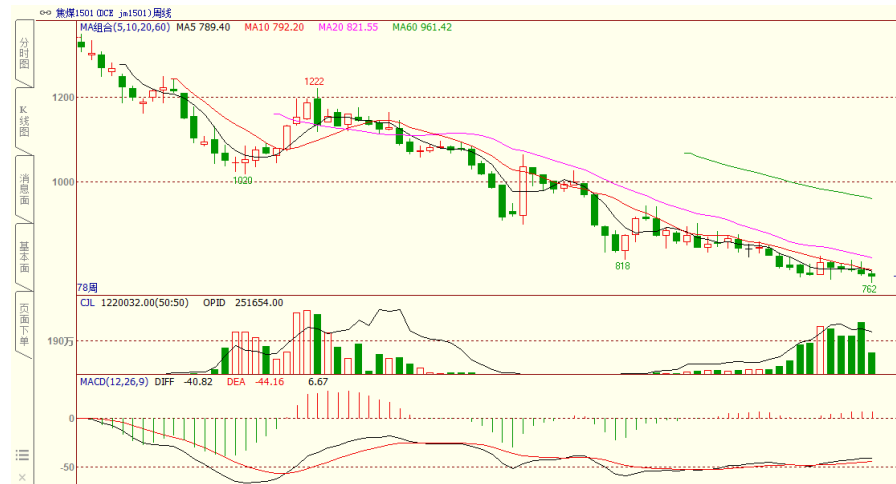 焦煤1501(DCE jm1501)周线
MA组合(5,10,20,60) MA5 789.40 MA10 792.20 MA20 821.55 MA60 961.42
分时图
K线图
消息面
基本面
页面下单
1200
1000
1222
1020
818
762
78周
CJL 1220032.00(50:50) OPID 251654.00
190万
MACD(12,26,9) DIFF -40.82 DEA -44.16 6.67
0
-50